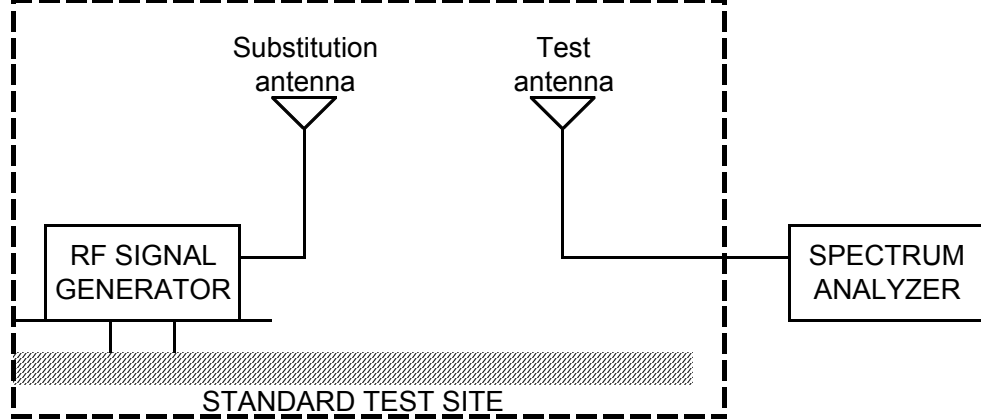 Substitution
antenna
Test
antenna
RF SIGNAL
GENERATOR
SPECTRUM
ANALYZER
STANDARD TEST SITE